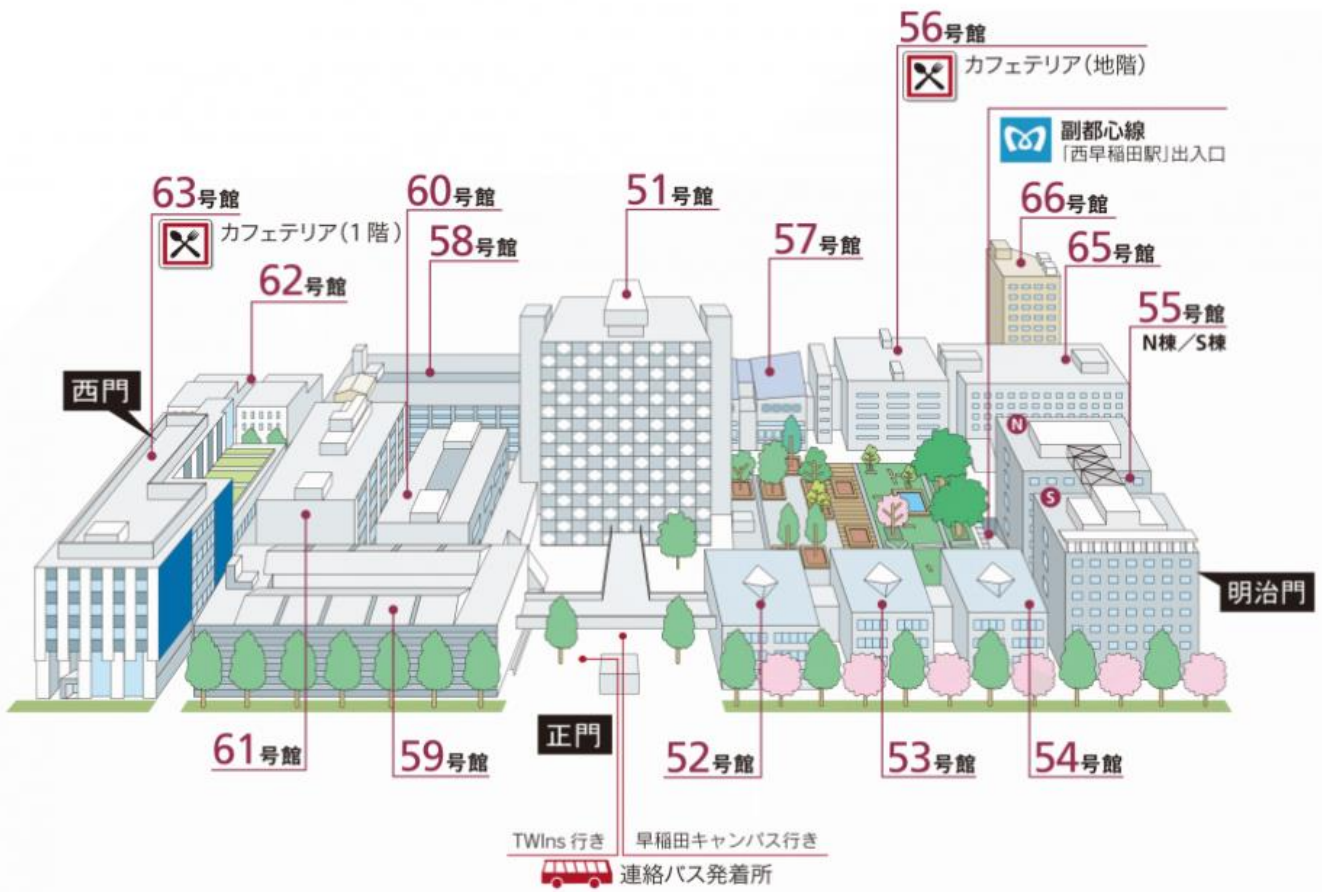 56号館
カフェテリア(地階)
副都心線
「西早稲田駅」出入口
63号館
カフェテリア(1階)
60号館
51号館
66号館
58号館
57号館
65号館
62号館
55号館
N棟/S棟
西門
N
S
明治門
正門
61号館
59号館
52号館
53号館
54号館
TWIns 行き
早稲田キャンパス行き
連絡バス発着所